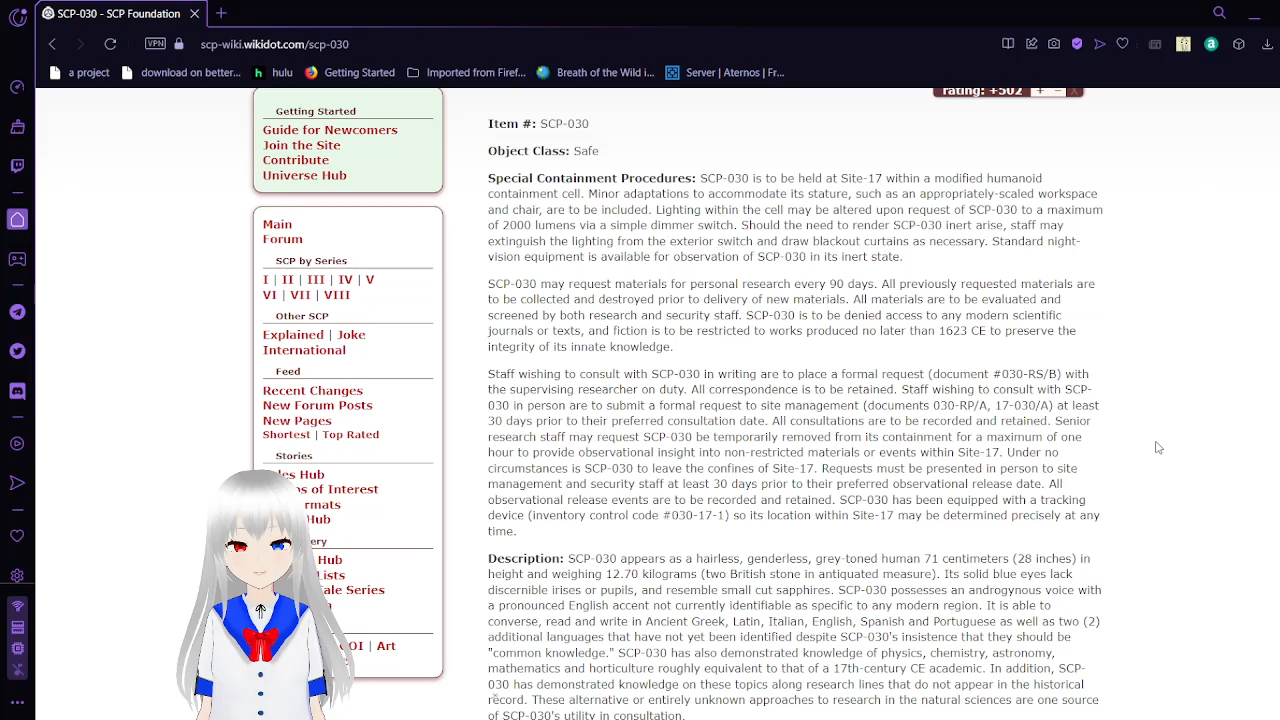 SCP-030 - SCP Foundation
VPN
scp-wiki.wikidot.com/scp-030
a project
download on better...
hulu
Getting Started
Imported from Firef...
Breath of the Wild i...
Server | Aternos | Fr...
Getting Started
Guide for Newcomers
Join the Site
Contribute
Universe Hub
Main
Forum
SCP by Series
I | II | III | IV | V
VI | VII | VIII
Other SCP
Explained | Joke
International
Feed
Recent Changes
New Forum Posts
New Pages
Shortest | Top Rated
Stories
Hub
of Interest
Hub
Hub
Series
Art
rating: +502 + − x
Item #: SCP-030
Object Class: Safe
Special Containment Procedures: SCP-030 is to be held at Site-17 within a modified humanoid
containment cell. Minor adaptations to accommodate its stature, such as an appropriately-scaled workspace
and chair, are to be included. Lighting within the cell may be altered upon request of SCP-030 to a maximum
of 2000 lumens via a simple dimmer switch. Should the need to render SCP-030 inert arise, staff may
extinguish the lighting from the exterior switch and draw blackout curtains as necessary. Standard night-
vision equipment is available for observation of SCP-030 in its inert state.
SCP-030 may request materials for personal research every 90 days. All previously requested materials are
to be collected and destroyed prior to delivery of new materials. All materials are to be evaluated and
screened by both research and security staff. SCP-030 is to be denied access to any modern scientific
journals or texts, and fiction is to be restricted to works produced no later than 1623 CE to preserve the
integrity of its innate knowledge.
Staff wishing to consult with SCP-030 in writing are to place a formal request (document #030-RS/B) with
the supervising researcher on duty. All correspondence is to be retained. Staff wishing to consult with SCP-
030 in person are to submit a formal request to site management (documents 030-RP/A, 17-030/A) at least
30 days prior to their preferred consultation date. All consultations are to be recorded and retained. Senior
research staff may request SCP-030 be temporarily removed from its containment for a maximum of one
hour to provide observational insight into non-restricted materials or events within Site-17. Under no
circumstances is SCP-030 to leave the confines of Site-17. Requests must be presented in person to site
management and security staff at least 30 days prior to their preferred observational release date. All
observational release events are to be recorded and retained. SCP-030 has been equipped with a tracking
device (inventory control code #030-17-1) so its location within Site-17 may be determined precisely at any
time.
Description: SCP-030 appears as a hairless, genderless, grey-toned human 71 centimeters (28 inches) in
height and weighing 12.70 kilograms (two British stone in antiquated measure). Its solid blue eyes lack
discernible irises or pupils, and resemble small cut sapphires. SCP-030 possesses an androgynous voice with
a pronounced English accent not currently identifiable as specific to any modern region. It is able to
converse, read and write in Ancient Greek, Latin, Italian, English, Spanish and Portuguese as well as two (2)
additional languages that have not yet been identified despite SCP-030's insistence that they should be
"common knowledge." SCP-030 has also demonstrated knowledge of physics, chemistry, astronomy,
mathematics and horticulture roughly equivalent to that of a 17th-century CE academic. In addition, SCP-
030 has demonstrated knowledge on these topics along research lines that do not appear in the historical
record. These alternative or entirely unknown approaches to research in the natural sciences are one source
of SCP-030's utility in consultation.